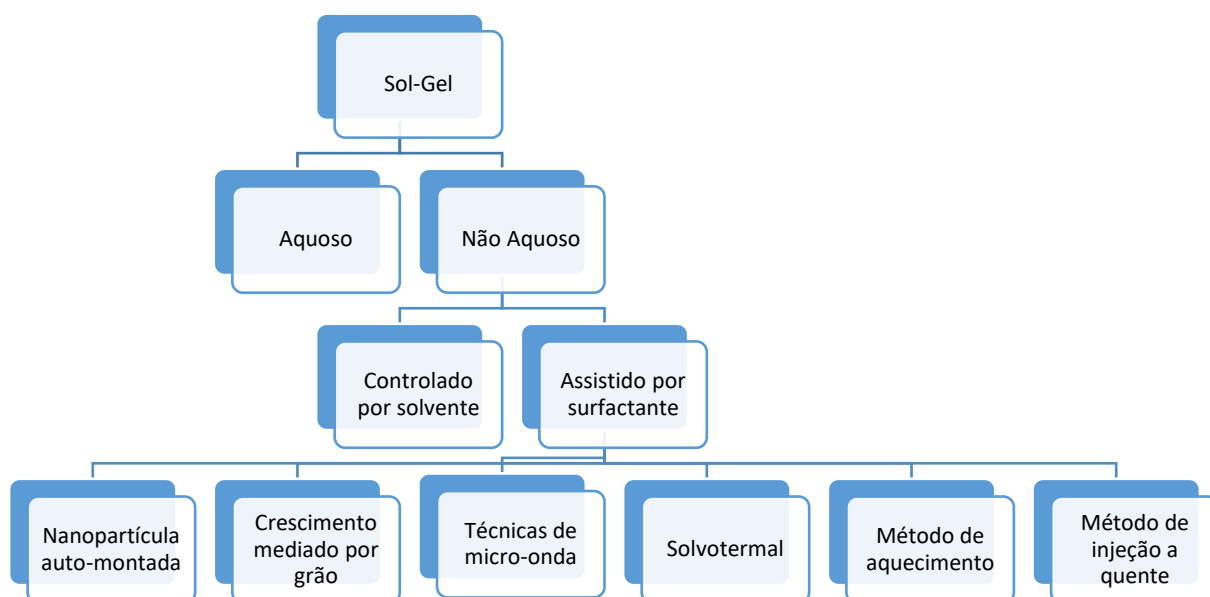 Sol-Gel
Aquoso
Não Aquoso
Controlado
por solvente
Assistido por
surfactante
Nanopartícula
auto-montada
Crescimento
mediado por
grão
Técnicas de
micro-onda
Solvotermal
Método de
aquecimento
Método de
injeção a
quente